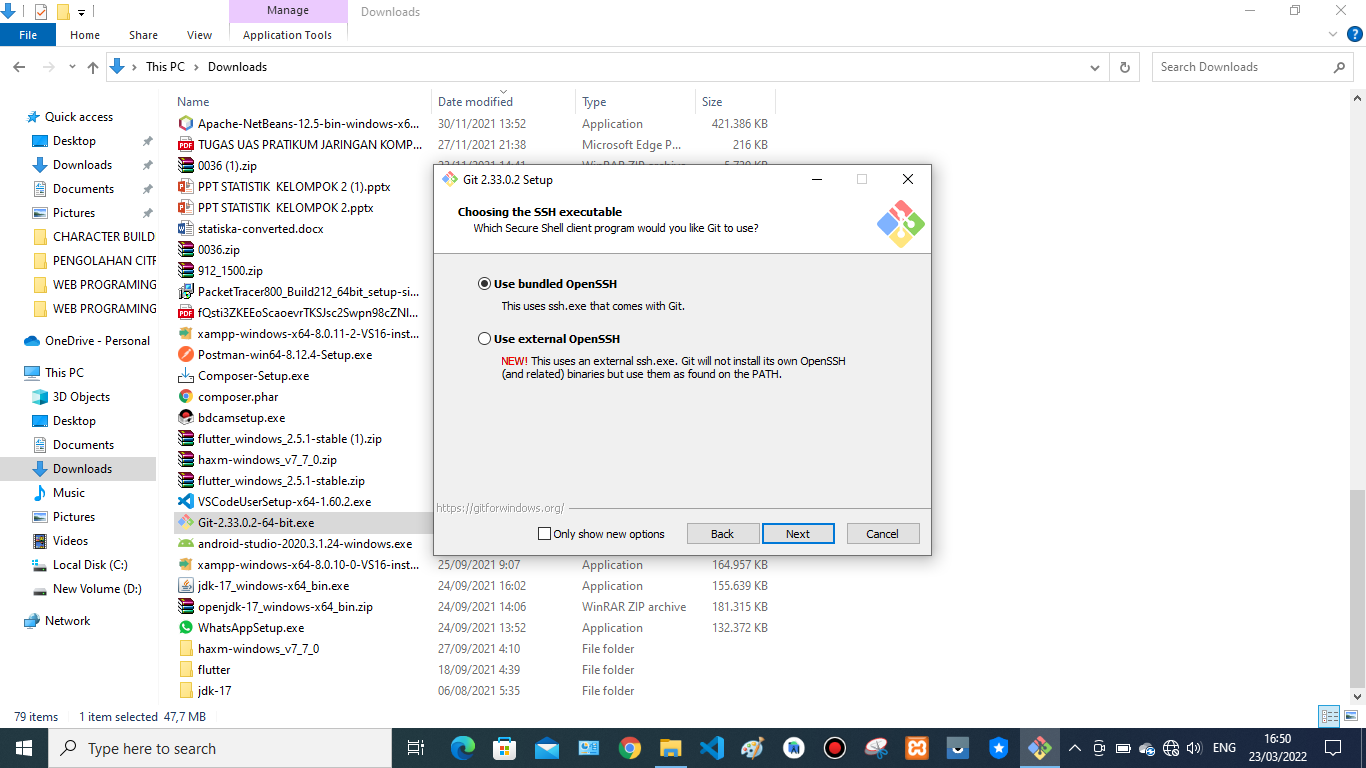 Manage
Downloads
File
Home
Share
View
Application Tools
This PC
Downloads
Search Downloads
Quick access
Desktop
Downloads
Documents
Pictures
CHARACTER BUILD
PENGOLAHAN CITF
WEB PROGRAMING
WEB PROGRAMING
OneDrive - Personal
This PC
3D Objects
Desktop
Documents
Downloads
Music
Pictures
Videos
Local Disk (C:)
New Volume (D:)
Network
Name Date modified Type Size
Apache-NetBeans-12.5-bin-windows-x6... 30/11/2021 13:52 Application 421.386 KB
TUGAS UAS PRATIKUM JARINGAN KOMP... 27/11/2021 21:38 Microsoft Edge P... 216 KB
0036 (1).zip
PPT STATISTIK KELOMPOK 2 (1).pptx
PPT STATISTIK KELOMPOK 2.pptx
statiska-converted.docx
0036.zip
912_1500.zip
PacketTracer800_Build212_64bit_setup-si...
fQsti3ZKEEoScaoevrTKSJsc2Swpn98cZNI...
xampp-windows-x64-8.0.11-2-VS16-inst...
Postman-win64-8.12.4-Setup.exe
Composer-Setup.exe
composer.phar
bdcamsetup.exe
flutter_windows_2.5.1-stable (1).zip
haxm-windows_v7_7_0.zip
flutter_windows_2.5.1-stable.zip
VSCodeUserSetup-x64-1.60.2.exe
Git-2.33.0.2-64-bit.exe
android-studio-2020.3.1.24-windows.exe
xampp-windows-x64-8.0.10-0-VS16-inst... 25/09/2021 9:07 Application 164.957 KB
jdk-17_windows-x64_bin.exe 24/09/2021 16:02 Application 155.639 KB
openjdk-17_windows-x64_bin.zip 24/09/2021 14:06 WinRAR ZIP archive 181.315 KB
WhatsAppSetup.exe 24/09/2021 13:52 Application 132.372 KB
haxm-windows_v7_7_0 27/09/2021 4:10 File folder
flutter 18/09/2021 4:39 File folder
jdk-17 06/08/2021 5:35 File folder
Git 2.33.0.2 Setup
Choosing the SSH executable
Which Secure Shell client program would you like Git to use?
Use bundled OpenSSH
This uses ssh.exe that comes with Git.
Use external OpenSSH
NEW! This uses an external ssh.exe. Git will not install its own OpenSSH
(and related) binaries but use them as found on the PATH.
https://gitforwindows.org/
Only show new options
Back
Next
Cancel
79 items 1 item selected 47,7 MB
Type here to search
ENG
16:50
23/03/2022